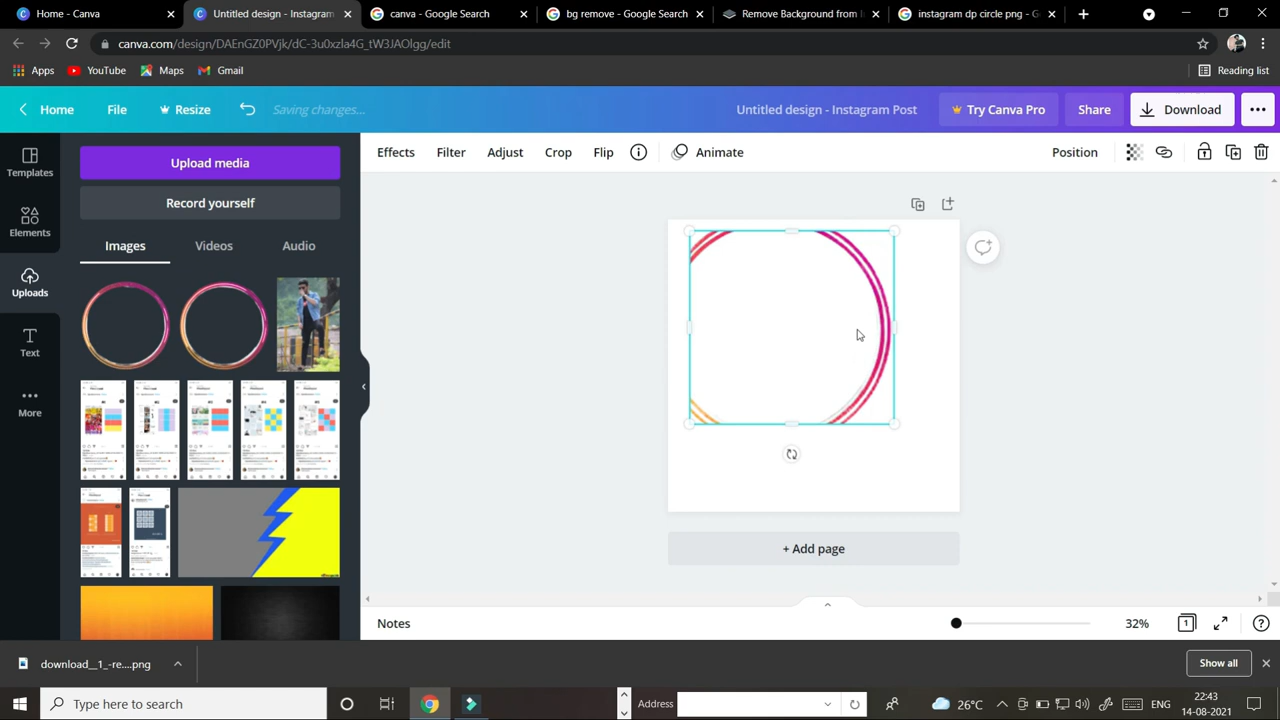 Home - Canva
Untitled design - Instagram
canva - Google Search
bg remove - Google Search
Remove Background from I
instagram dp circle png - G
canva.com/design/DAEnGZ0PVjk/dC-3u0xzla4G_tW3JAOlgg/edit
Apps YouTube Maps Gmail Reading list
Home File Resize Saving changes... Untitled design - Instagram Post Try Canva Pro Share Download
Effects Filter Adjust Crop Flip Animate Position
Templates
Elements
Uploads
Text
More
Upload media
Record yourself
Images Videos Audio
+ Add page
Notes 32% 1
download__1_-re....png Show all
Type here to search Address 26°C 22:43
14-08-2021